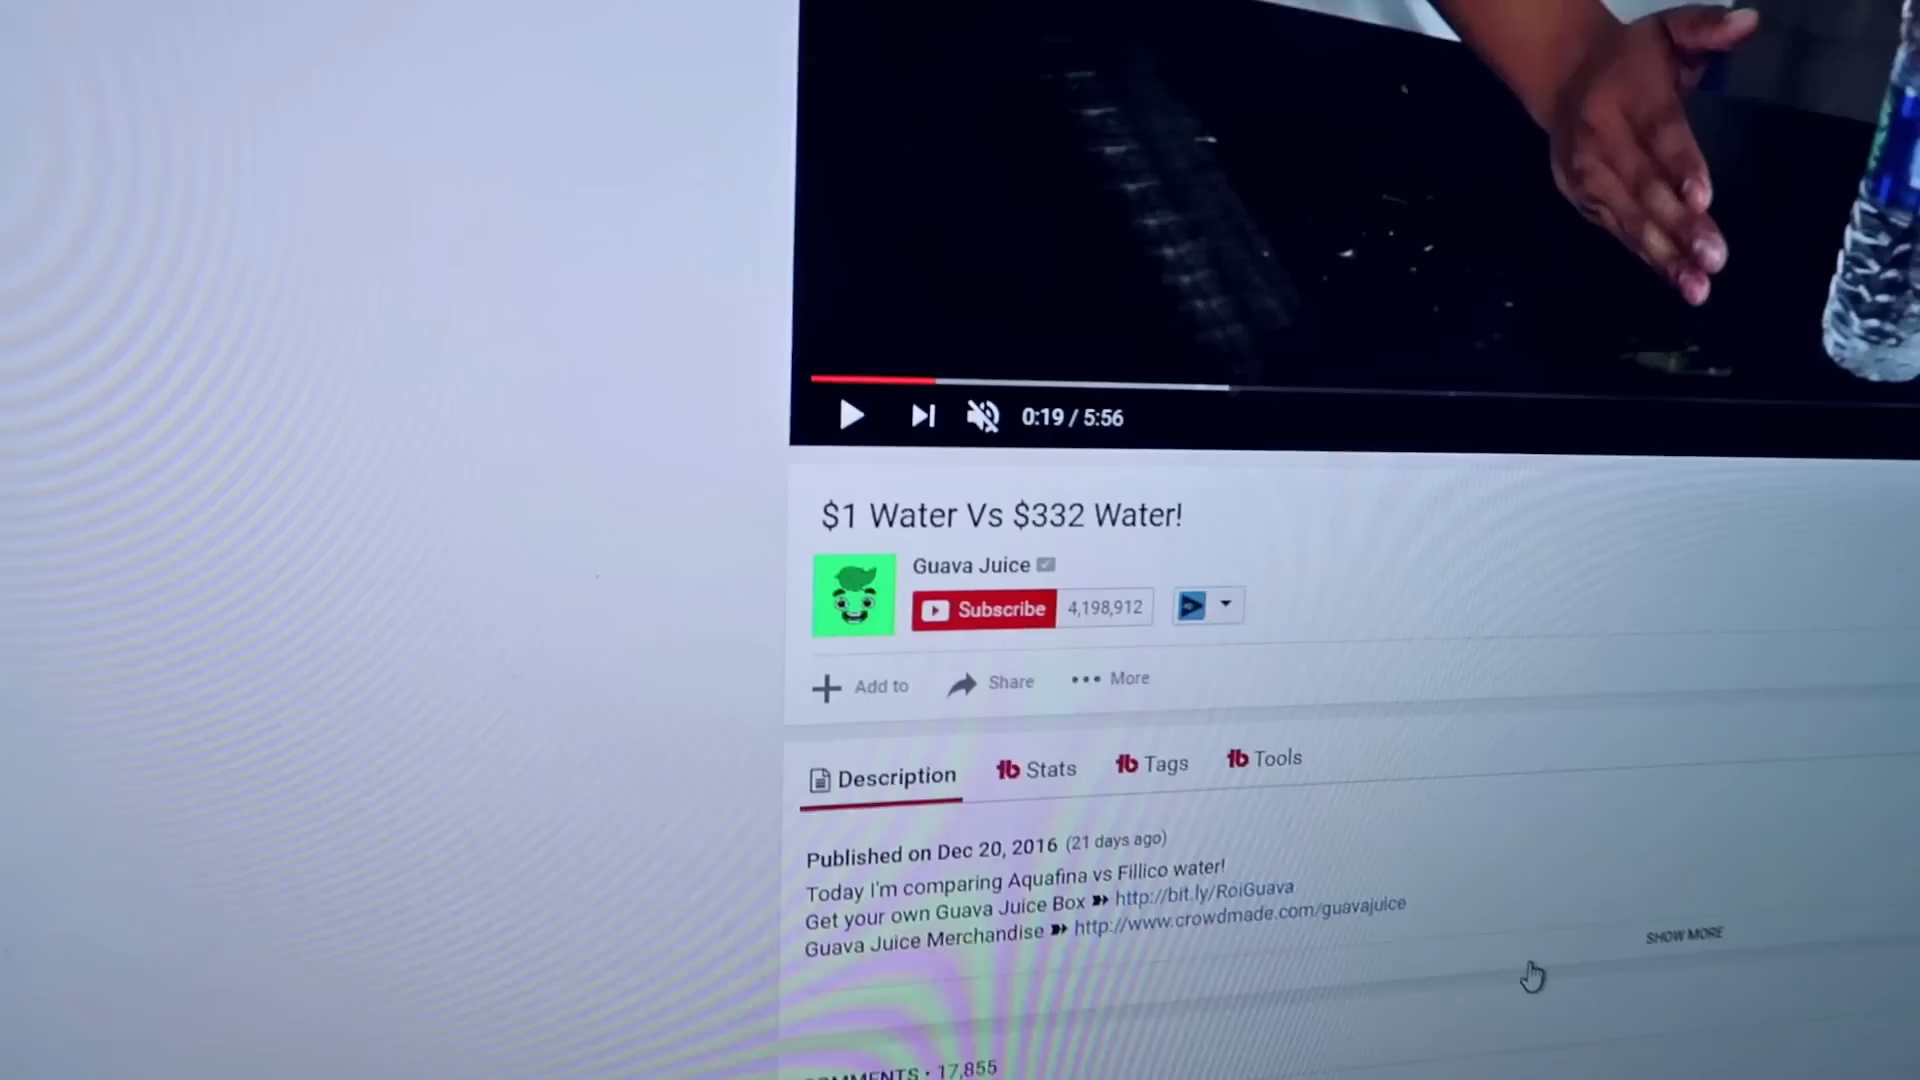 0:19 / 5:56
$1 Water Vs $332 Water!
Guava Juice
Subscribe 4,198,912
Add to Share More
Description Stats Tags Tools
Published on Dec 20, 2016 (21 days ago)
Today I'm comparing Aquafina vs Fillico water!
Get your own Guava Juice Box ➽ http://bit.ly/RoiGuava
Guava Juice Merchandise ➽ http://www.crowdmade.com/guavajuice
SHOW MORE
COMMENTS • 17,855